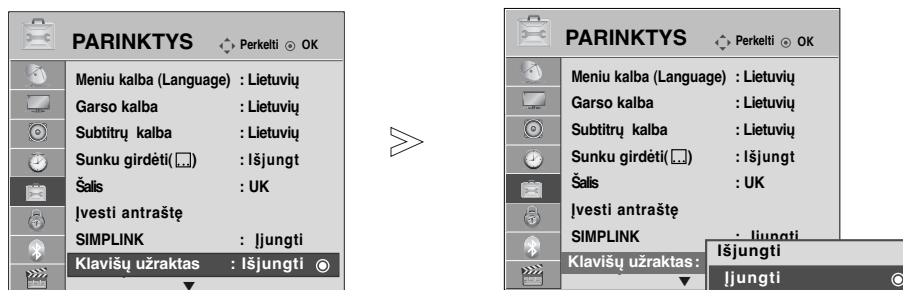 PARINKTYS Perkelti OK
Meniu kalba (Language) : Lietuvių
Garso kalba : Lietuvių
Subtitrų kalba : Lietuvių
Sunku girdėti(...) : Išjungt
Šalis : UK
Įvesti antraštę
SIMPLINK : Įjungti
Klavišų užraktas : Išjungti
PARINKTYS Perkelti OK
Meniu kalba (Language) : Lietuvių
Garso kalba : Lietuvių
Subtitrų kalba : Lietuvių
Sunku girdėti(...) : Išjungt
Šalis : UK
Įvesti antraštę
SIMPLINK : Įjungti
Klavišų užraktas :
Išjungti
Įjungti